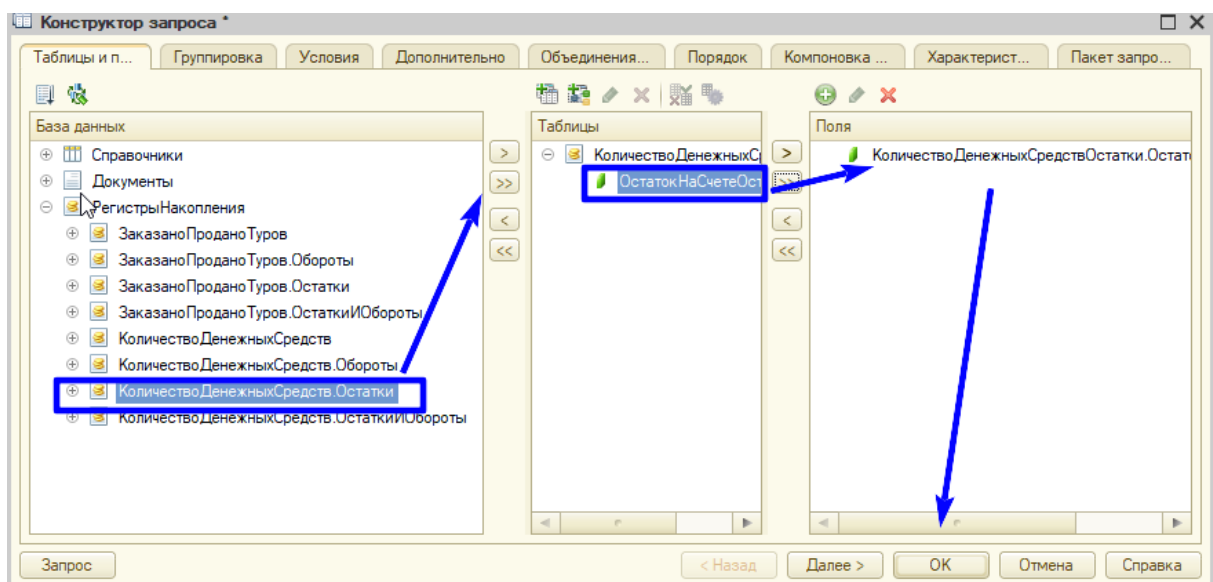 Конструктор запроса *
Таблицы и п... Группировка Условия Дополнительно Объединения... Порядок Компоновка ... Характерист... Пакет запро...
База данных
Справочники
Документы
РегистрыНакопления
ЗаказаноПроданоТуров
ЗаказаноПроданоТуров.Обороты
ЗаказаноПроданоТуров.Остатки
ЗаказаноПроданоТуров.ОстаткиИОбороты
КоличествоДенежныхСредств
КоличествоДенежныхСредств.Обороты
КоличествоДенежныхСредств.Остатки
КоличествоДенежныхСредств.ОстаткиИОбороты
>
>>
<
<<
Таблицы
КоличествоДенежныхС
ОстатокНаСчетеОст
>
>>
<
<<
Поля
КоличествоДенежныхСредствОстатки.Остат
Запрос < Назад Далее > OK Отмена Справка